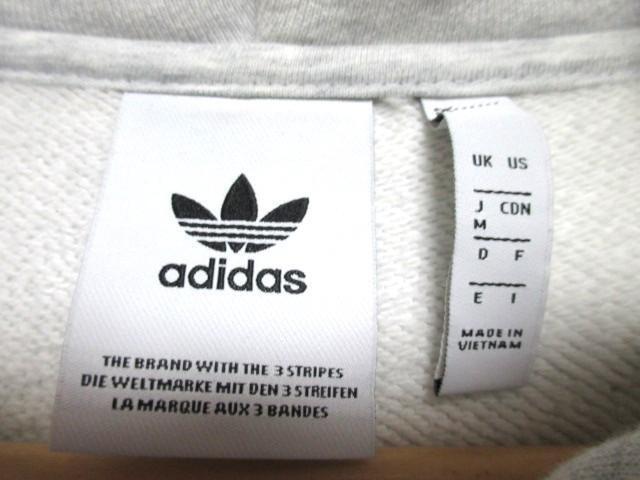 adidas
THE BRAND WITH THE 3 STRIPES
DIE WELTMARKE MIT DEN 3 STREIFEN
LA MARQUE AUX 3 BANDES
UK US
J CDN
M
D F
E I
MADE IN
VIETNAM